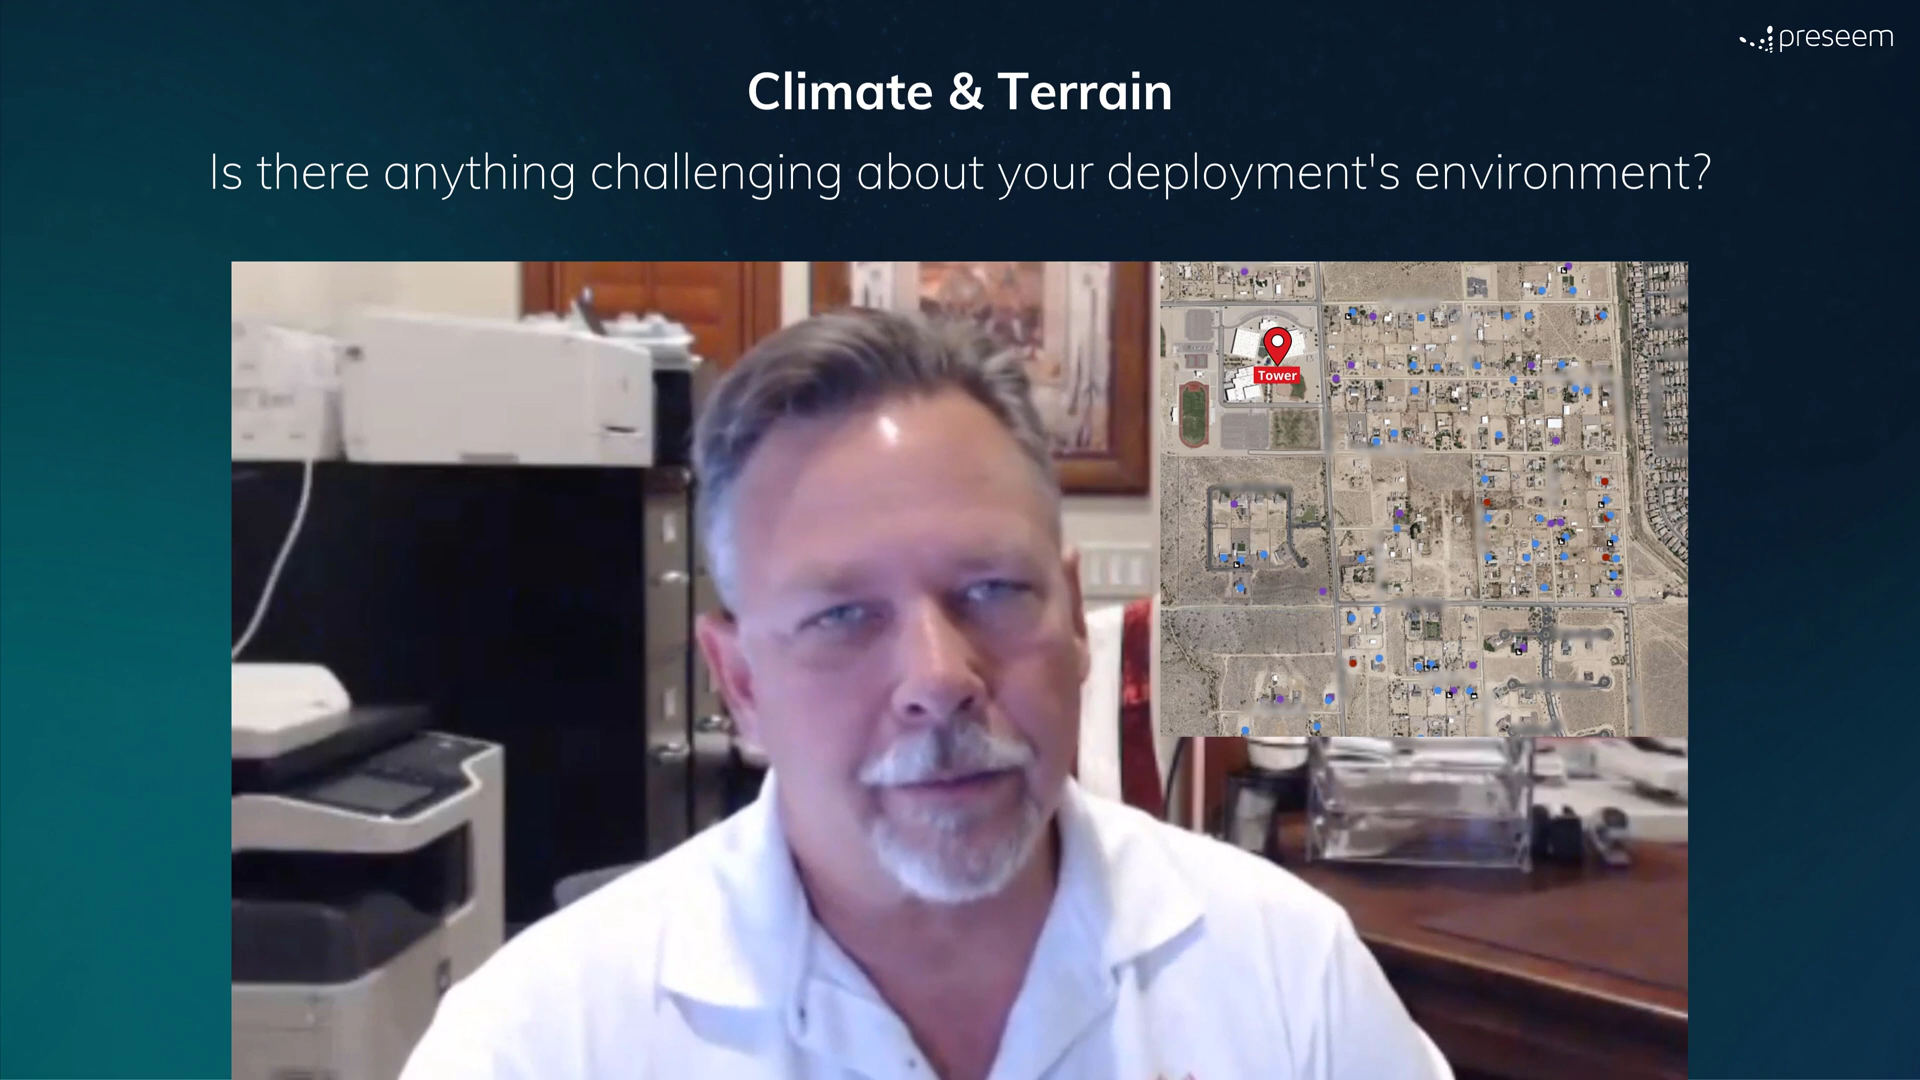 preseem
Climate & Terrain
Is there anything challenging about your deployment's environment?
Tower